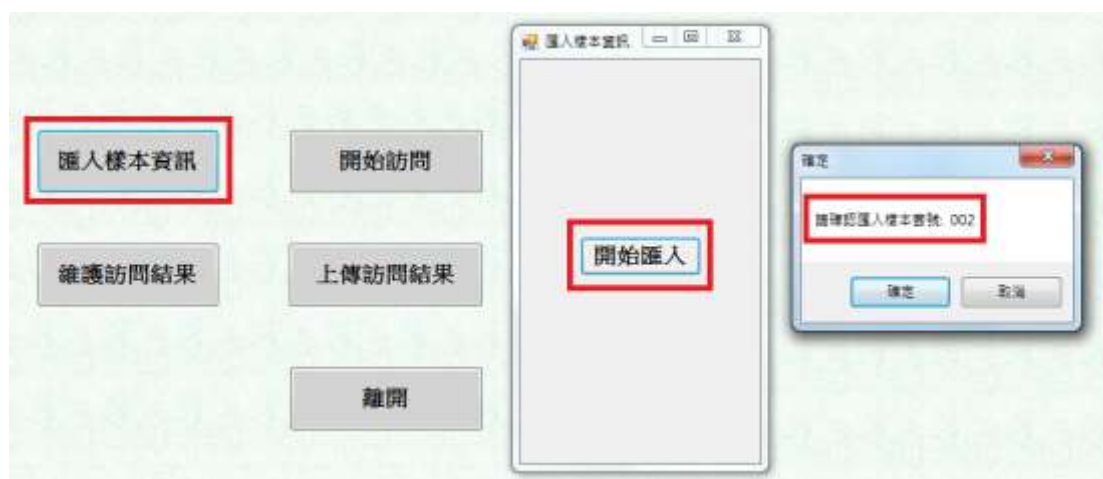 匯入樣本資訊
開始訪問
維護訪問結果
上傳訪問結果
離開
匯入樣本資訊
開始匯入
確定
請確認匯入樣本套號: 002
確定
取消